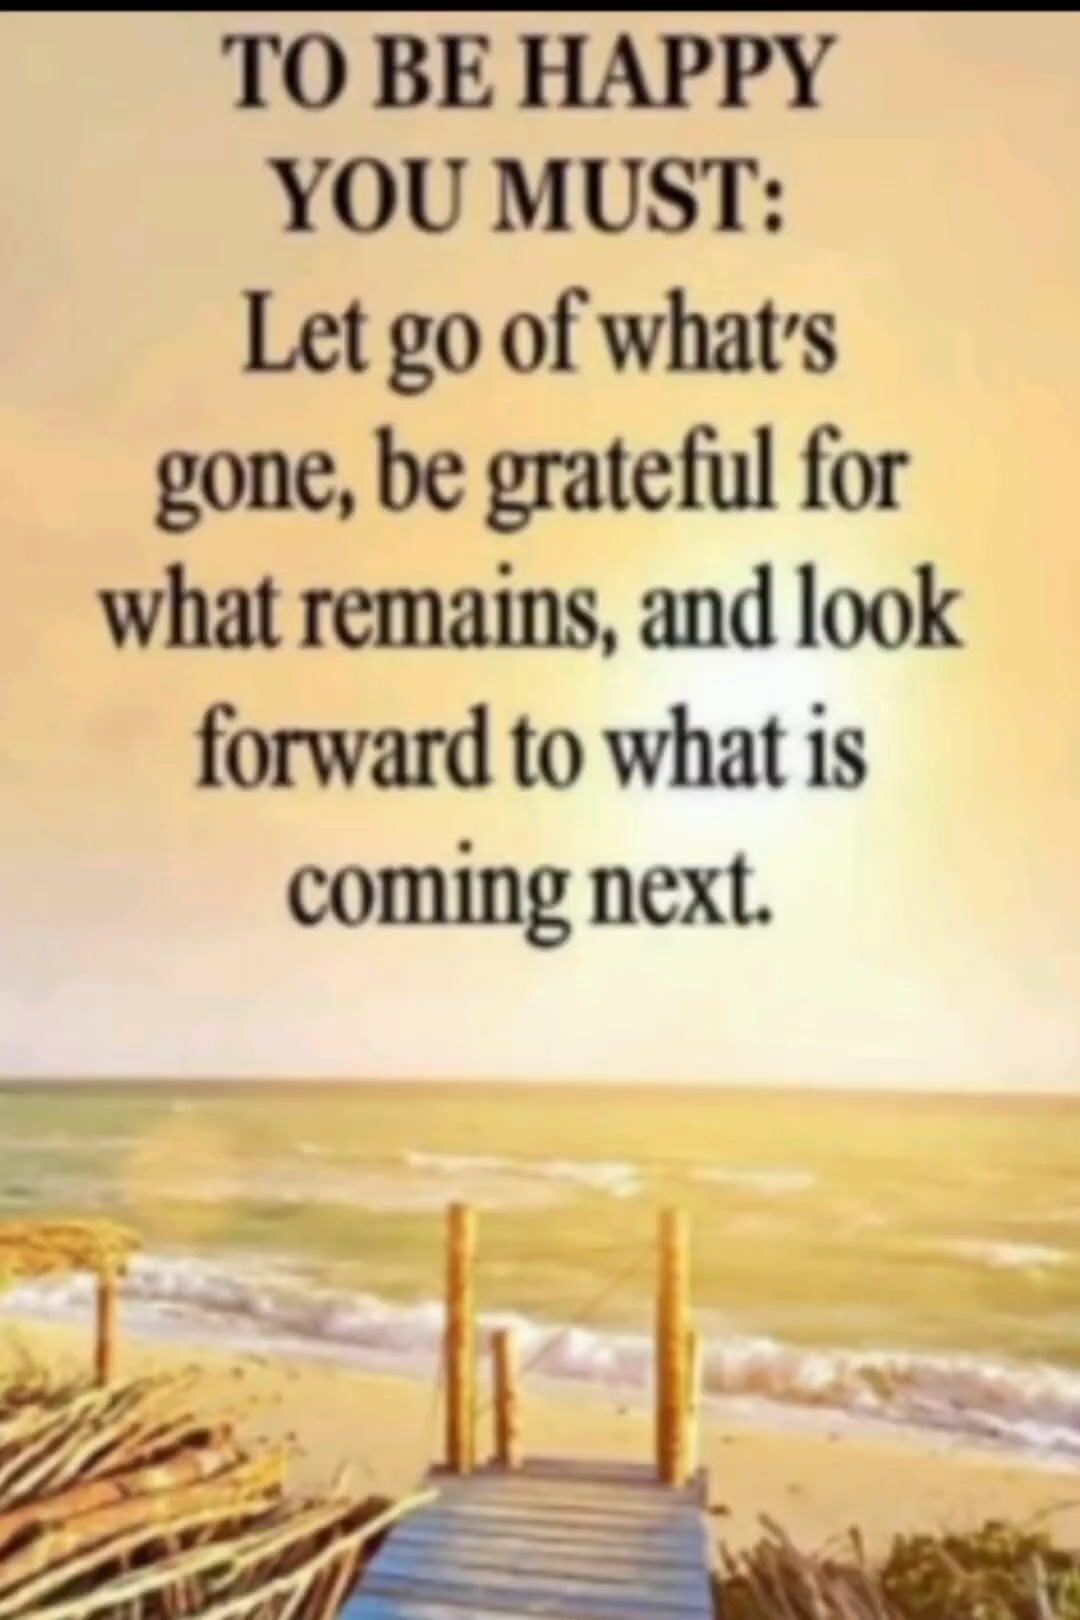 TO BE HAPPY
YOU MUST:
Let go of what's
gone, be grateful for
what remains, and look
forward to what is
coming next.